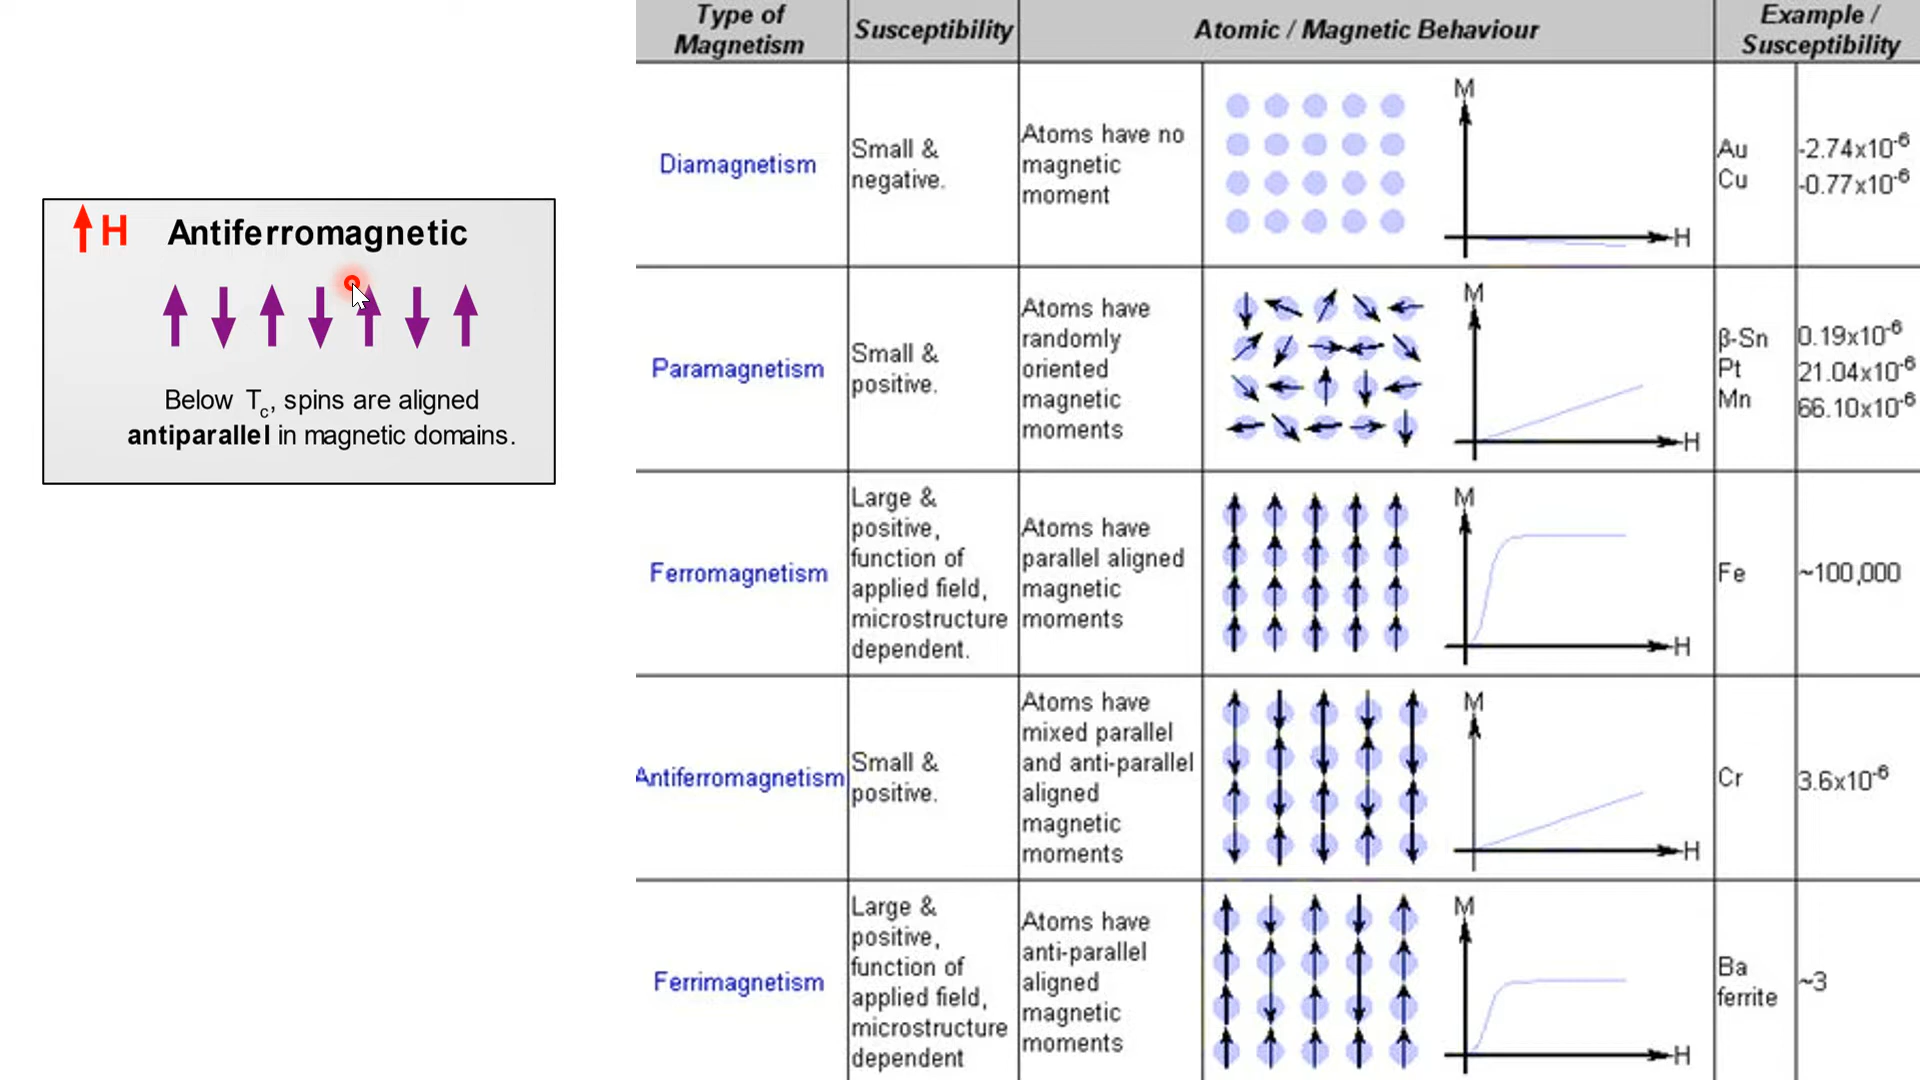 H Antiferromagnetic
Below Tc, spins are aligned
antiparallel in magnetic domains.
Type of
Magnetism
Susceptibility
Atomic / Magnetic Behaviour
Example /
Susceptibility
Diamagnetism
Small &
negative.
Atoms have no
magnetic
moment
M
H
Au -2.74x10-6
Cu -0.77x10-6
Paramagnetism
Small &
positive.
Atoms have
randomly
oriented
magnetic
moments
M
H
β-Sn 0.19x10-6
Pt 21.04x10-6
Mn 66.10x10-6
Ferromagnetism
Large &
positive,
function of
applied field,
microstructure
dependent.
Atoms have
parallel aligned
magnetic
moments
M
H
Fe ~100,000
Antiferromagnetism
Small &
positive.
Atoms have
mixed parallel
and anti-parallel
aligned
magnetic
moments
M
H
Cr 3.6x10-6
Ferrimagnetism
Large &
positive,
function of
applied field,
microstructure
dependent
Atoms have
anti-parallel
aligned
magnetic
moments
M
H
Ba
ferrite
~3